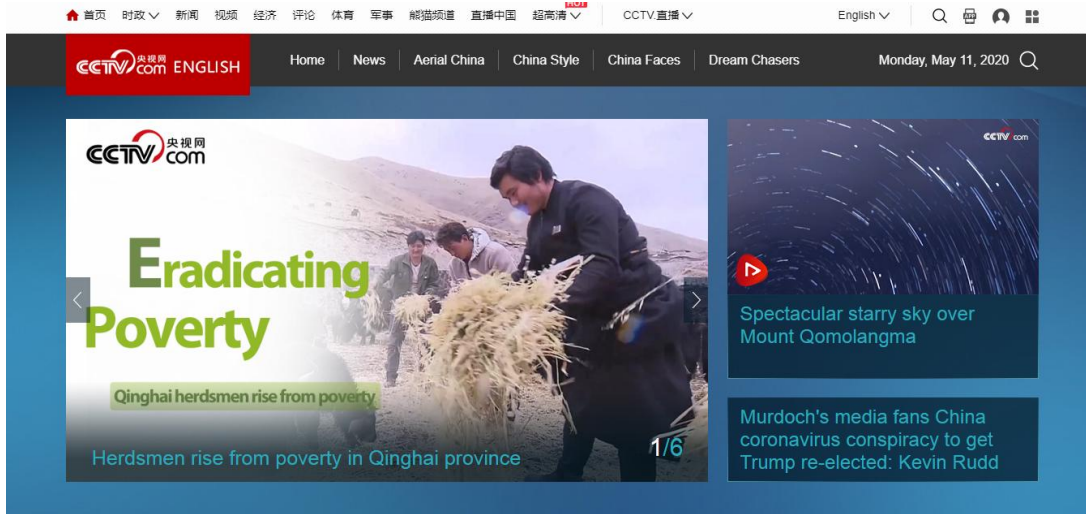 首页 时政 新闻 视频 经济 评论 体育 军事 熊猫频道 直播中国 超高清 HOT CCTV.直播 English APP
CCTV 央视网
com ENGLISH
Home News Aerial China China Style China Faces Dream Chasers Monday, May 11, 2020
CCTV 央视网
com
Eradicating
Poverty
Qinghai herdsmen rise from poverty
Herdsmen rise from poverty in Qinghai province
1/6
CCTV com
Spectacular starry sky over
Mount Qomolangma
Murdoch's media fans China
coronavirus conspiracy to get
Trump re-elected: Kevin Rudd